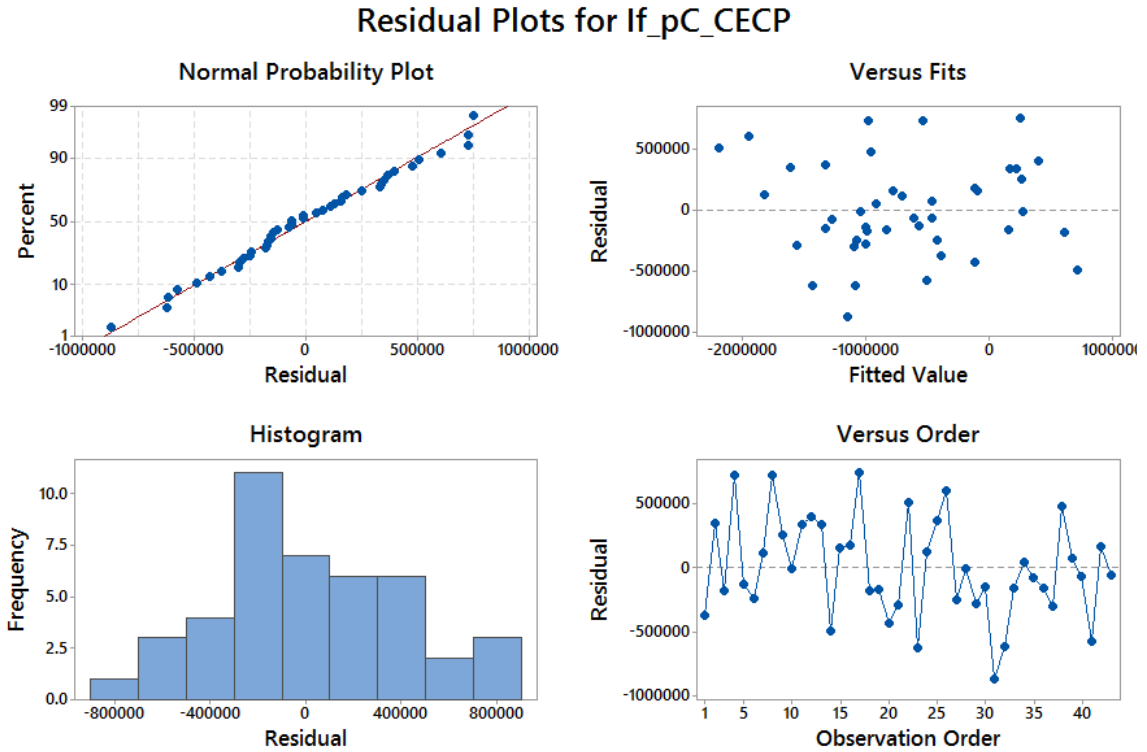 Residual Plots for If_pC_CECP
Normal Probability Plot
99
90
50
10
1
Percent
-1000000 -500000 0 500000 1000000
Residual
Versus Fits
500000
0
-500000
-1000000
Residual
-2000000 -1000000 0 1000000
Fitted Value
Histogram
10.0
7.5
5.0
2.5
0.0
Frequency
-800000 -400000 0 400000 800000
Residual
Versus Order
500000
0
-500000
-1000000
Residual
1 5 10 15 20 25 30 35 40
Observation Order